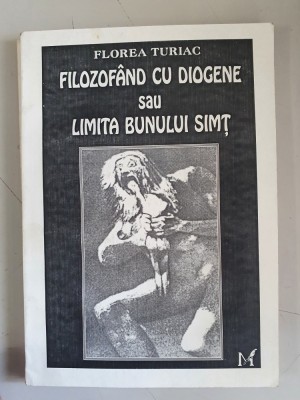 FLOREA TURIAC
FILOZOFÂND CU DIOGENE
sau
LIMITA BUNULUI SIMȚ
M